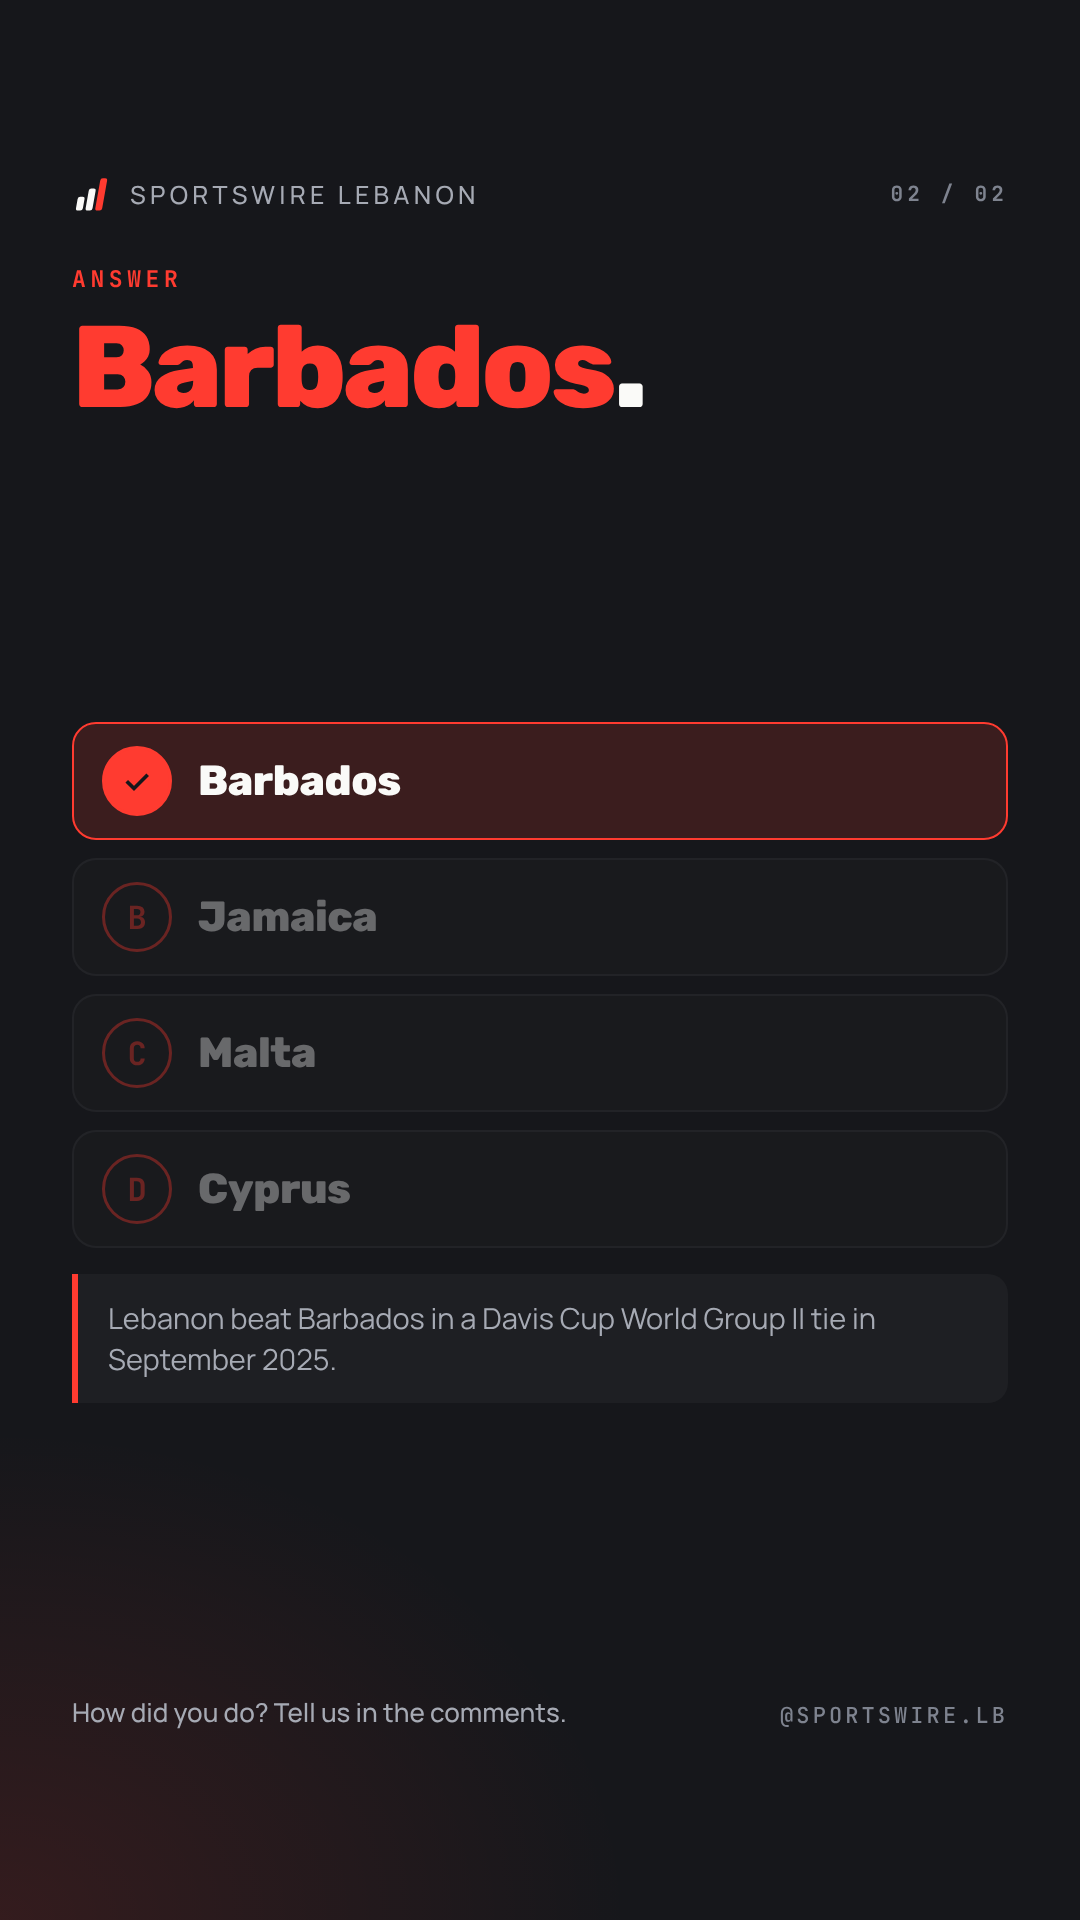 SPORTSWIRE LEBANON
02 / 02
ANSWER
Barbados.
Barbados
B Jamaica
C Malta
D Cyprus
Lebanon beat Barbados in a Davis Cup World Group II tie in
September 2025.
How did you do? Tell us in the comments.
@SPORTSWIRE.LB